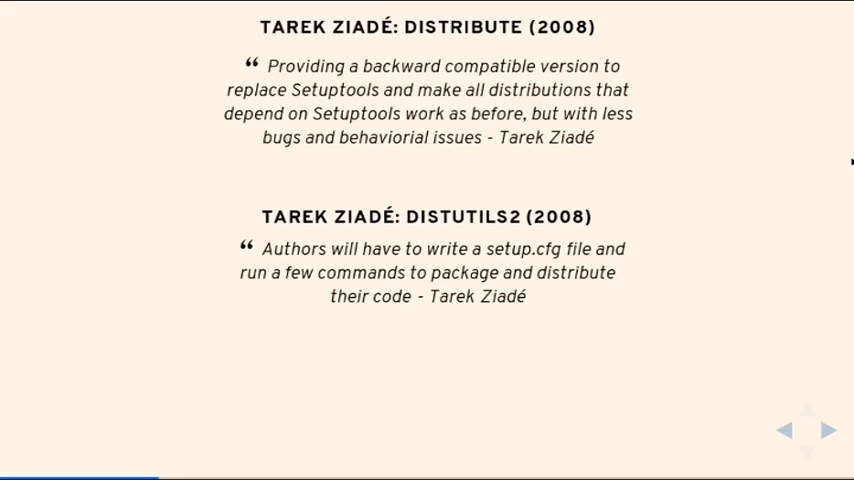 TAREK ZIADÉ: DISTRIBUTE (2008)
“ Providing a backward compatible version to
replace Setuptools and make all distributions that
depend on Setuptools work as before, but with less
bugs and behaviorial issues - Tarek Ziadé
TAREK ZIADÉ: DISTUTILS2 (2008)
“ Authors will have to write a setup.cfg file and
run a few commands to package and distribute
their code - Tarek Ziadé